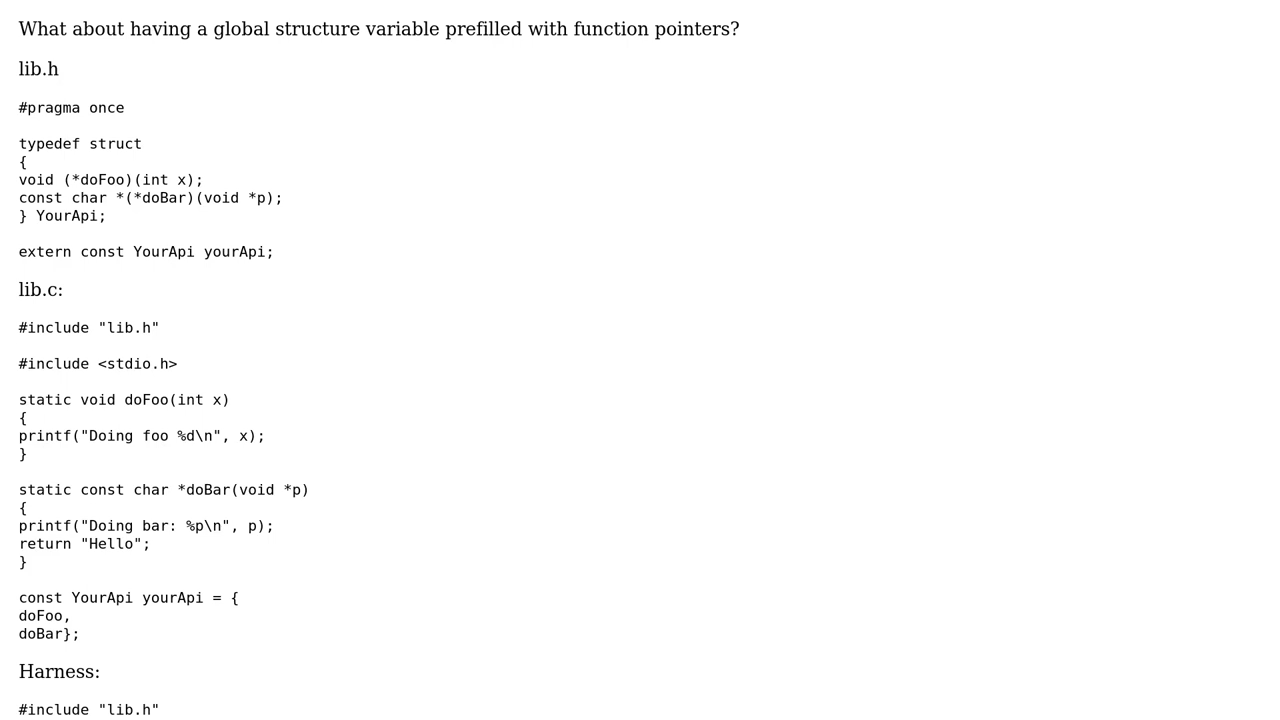 What about having a global structure variable prefilled with function pointers?
lib.h
#pragma once
typedef struct
{
void (*doFoo)(int x);
const char *(*doBar)(void *p);
} YourApi;
extern const YourApi yourApi;
lib.c:
#include "lib.h"
#include <stdio.h>
static void doFoo(int x)
{
printf("Doing foo %d\n", x);
}
static const char *doBar(void *p)
{
printf("Doing bar: %p\n", p);
return "Hello";
}
const YourApi yourApi = {
doFoo,
doBar};
Harness:
#include "lib.h"